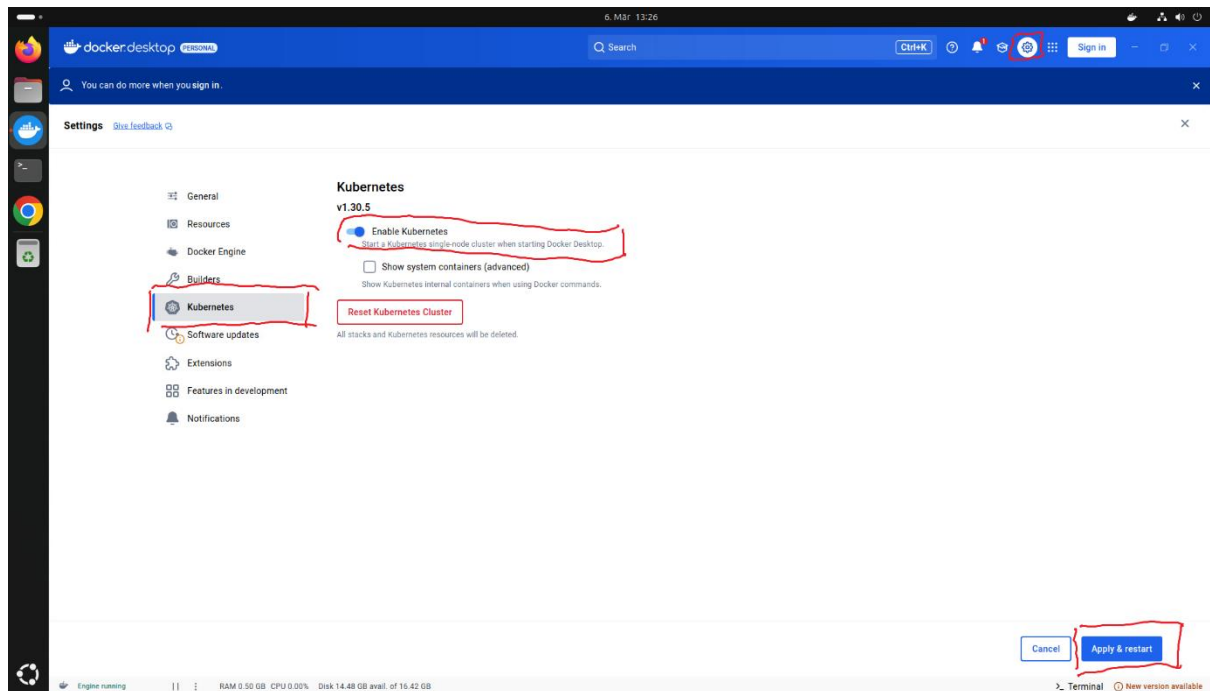 6. Mär 13:26
docker.desktop PERSONAL
Search
Ctrl+K
Sign in
You can do more when you sign in.
Settings Give feedback
General
Resources
Docker Engine
Builders
Kubernetes
Software updates
Extensions
Features in development
Notifications
Kubernetes
v1.30.5
Enable Kubernetes
Start a Kubernetes single-node cluster when starting Docker Desktop.
Show system containers (advanced)
Show Kubernetes internal containers when using Docker commands.
Reset Kubernetes Cluster
All stacks and Kubernetes resources will be deleted.
Cancel
Apply & restart
Engine running
RAM 0.50 GB CPU 0.00% Disk 14.48 GB avail. of 16.42 GB
Terminal
New version available